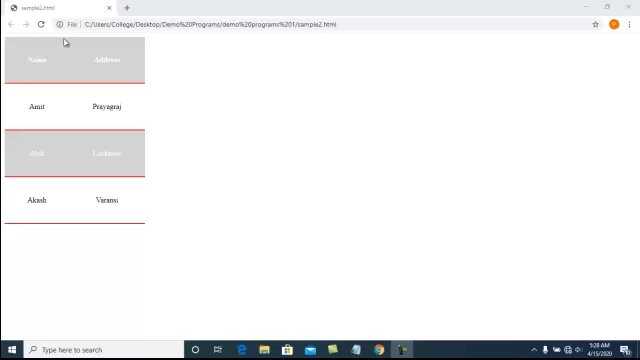 sample2.html
File
C:/Users/College/Desktop/Demo%20Programs/demo%20programs%201/sample2.html
Name Address
Amit Prayagraj
Alok Lucknow
Akash Varansi
Type here to search
5:28 AM
4/15/2020